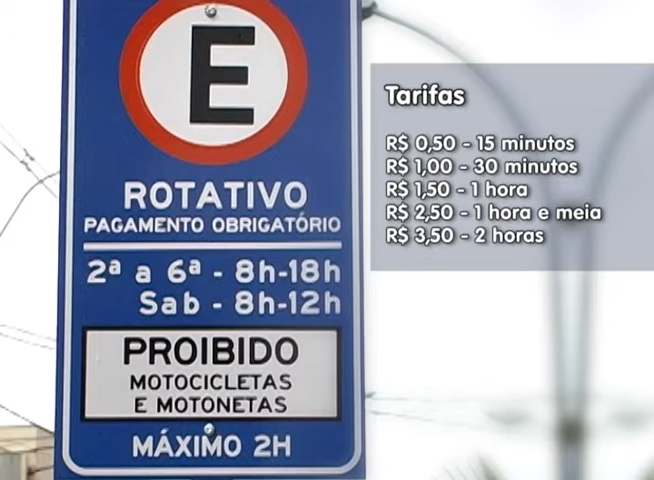 E
ROTATIVO
PAGAMENTO OBRIGATÓRIO
2ª a 6ª - 8h-18h
Sab - 8h-12h
PROIBIDO
MOTOCICLETAS
E MOTONETAS
MÁXIMO 2H
Tarifas
R$ 0,50 - 15 minutos
R$ 1,00 - 30 minutos
R$ 1,50 - 1 hora
R$ 2,50 - 1 hora e meia
R$ 3,50 - 2 horas